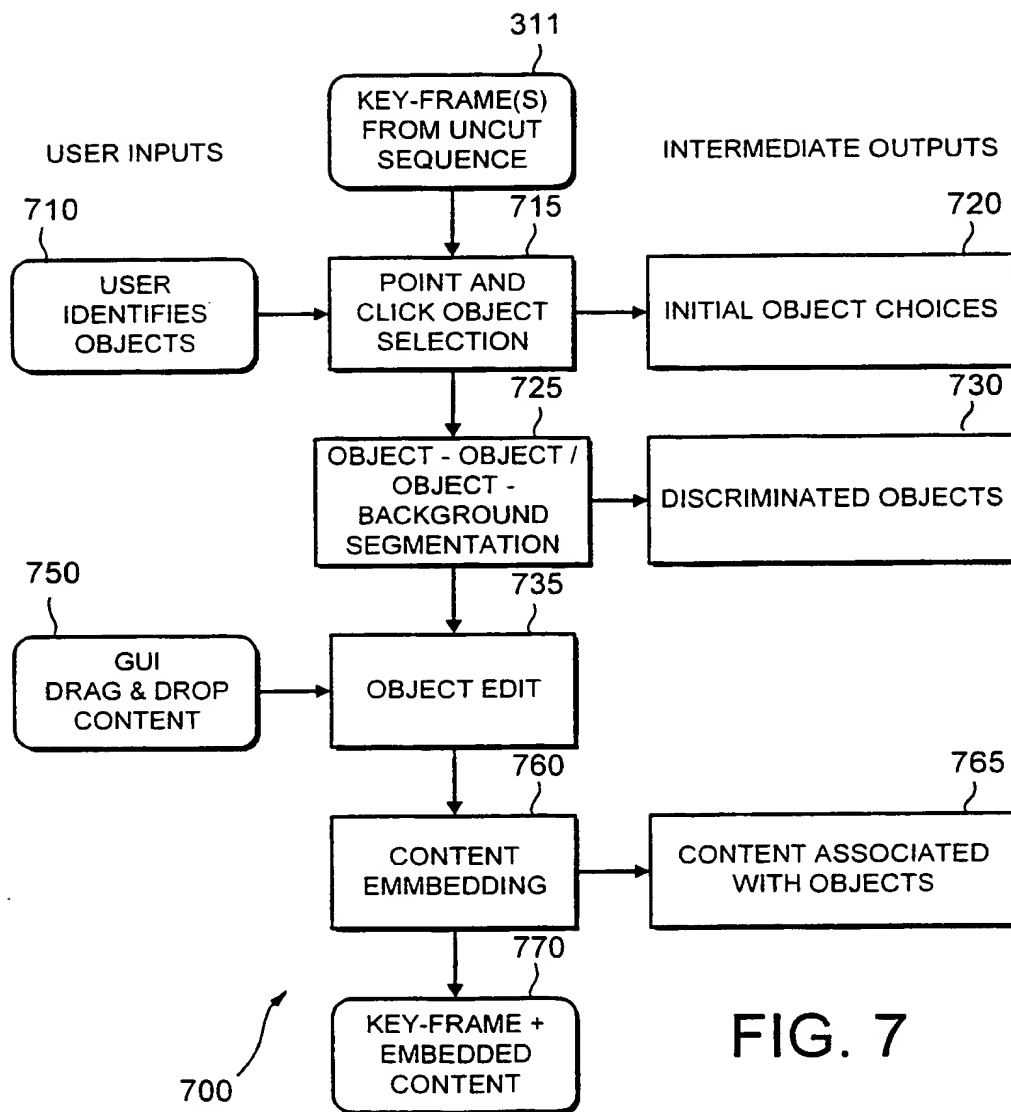 311
KEY-FRAME(S)
FROM UNCUT
SEQUENCE
USER INPUTS
INTERMEDIATE OUTPUTS
710
715
720
USER
IDENTIFIES
OBJECTS
POINT AND
CLICK OBJECT
SELECTION
INITIAL OBJECT CHOICES
725
730
OBJECT - OBJECT /
OBJECT -
BACKGROUND
SEGMENTATION
DISCRIMINATED OBJECTS
750
735
GUI
DRAG & DROP
CONTENT
OBJECT EDIT
760
765
CONTENT
EMMBEDDING
CONTENT ASSOCIATED
WITH OBJECTS
770
KEY-FRAME +
EMBEDDED
CONTENT
700
FIG. 7